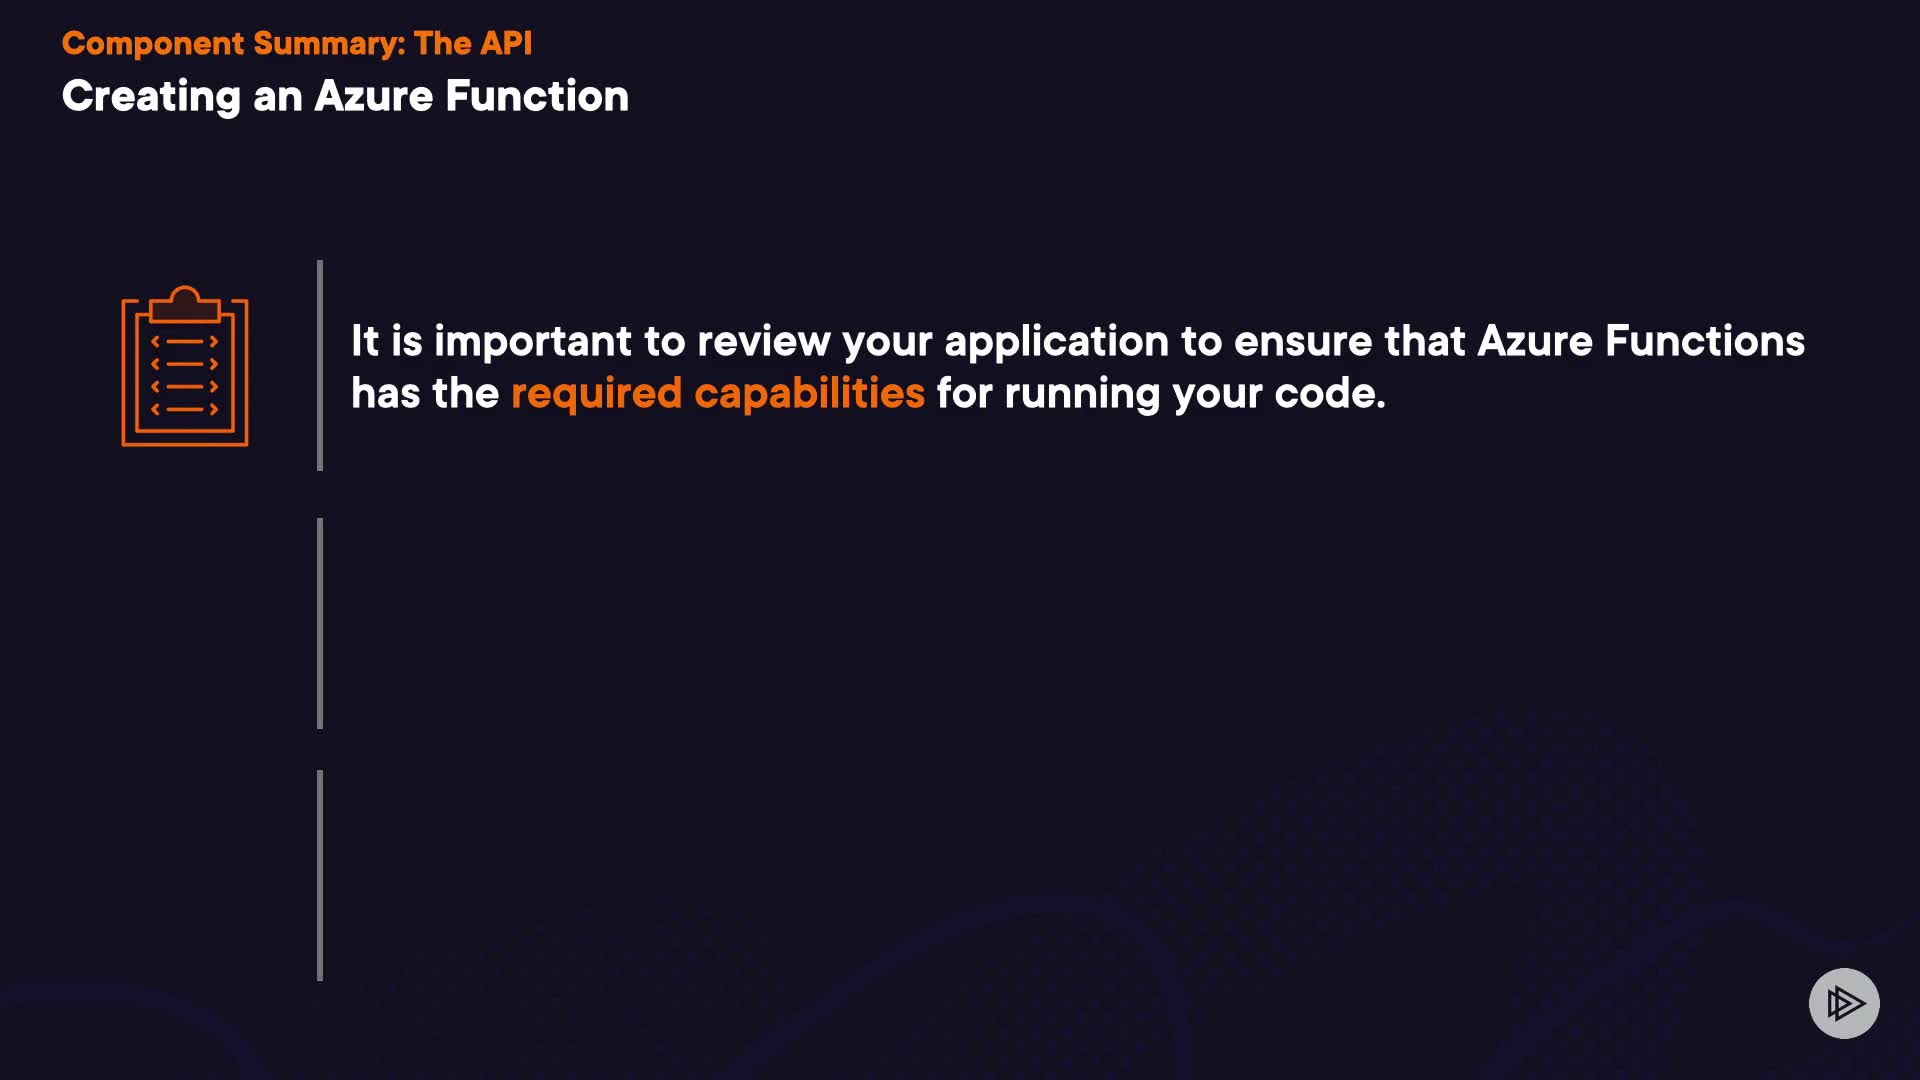 Component Summary: The API
Creating an Azure Function
It is important to review your application to ensure that Azure Functions
has the required capabilities for running your code.